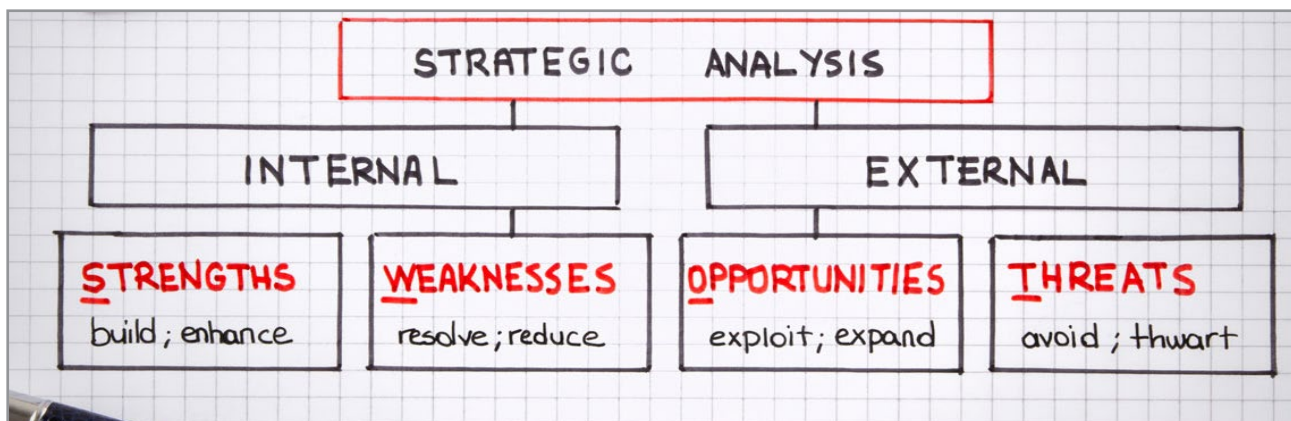 STRATEGIC ANALYSIS
INTERNAL
EXTERNAL
STRENGTHS
build; enhance
WEAKNESSES
resolve; reduce
OPPORTUNITIES
exploit; expand
THREATS
avoid; thwart